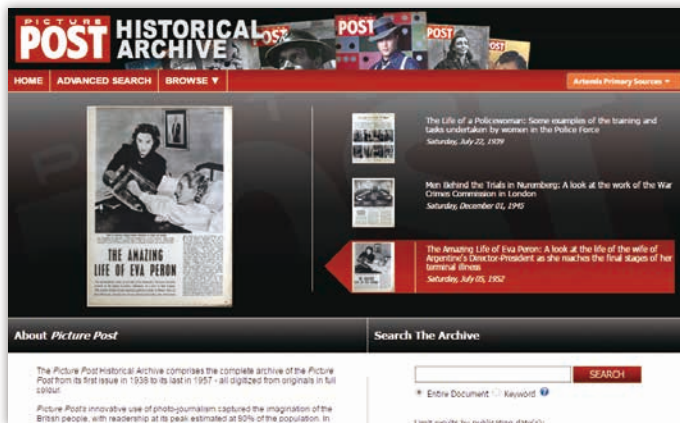 PICTURE
POST HISTORICAL
ARCHIVE
POST
POST
POST
HOME ADVANCED SEARCH BROWSE ▼
Artemis Primary Sources
The Life of a Policewoman: Some examples of the training and
tasks undertaken by women in the Police Force
Saturday, July 22, 1939
Men Behind the Trials in Nuremberg: A look at the work of the War
Crimes Commission in London
Saturday, December 01, 1945
THE AMAZING
LIFE OF EVA PERON
The Amazing Life of Eva Peron: A look at the life of the wife of
Argentine's Director-President as she reaches the final stages of her
terminal illness
Saturday, July 05, 1952
About Picture Post
The Picture Post Historical Archive comprises the complete archive of the Picture
Post from its first issue in 1938 to its last in 1957 - all digitized from originals in full
colour.
Picture Post's innovative use of photo-journalism captured the imagination of the
British people, with readership at its peak estimated at 80% of the population. In
Search The Archive
SEARCH
Entire Document Keyword
Limit results by publication date(s):